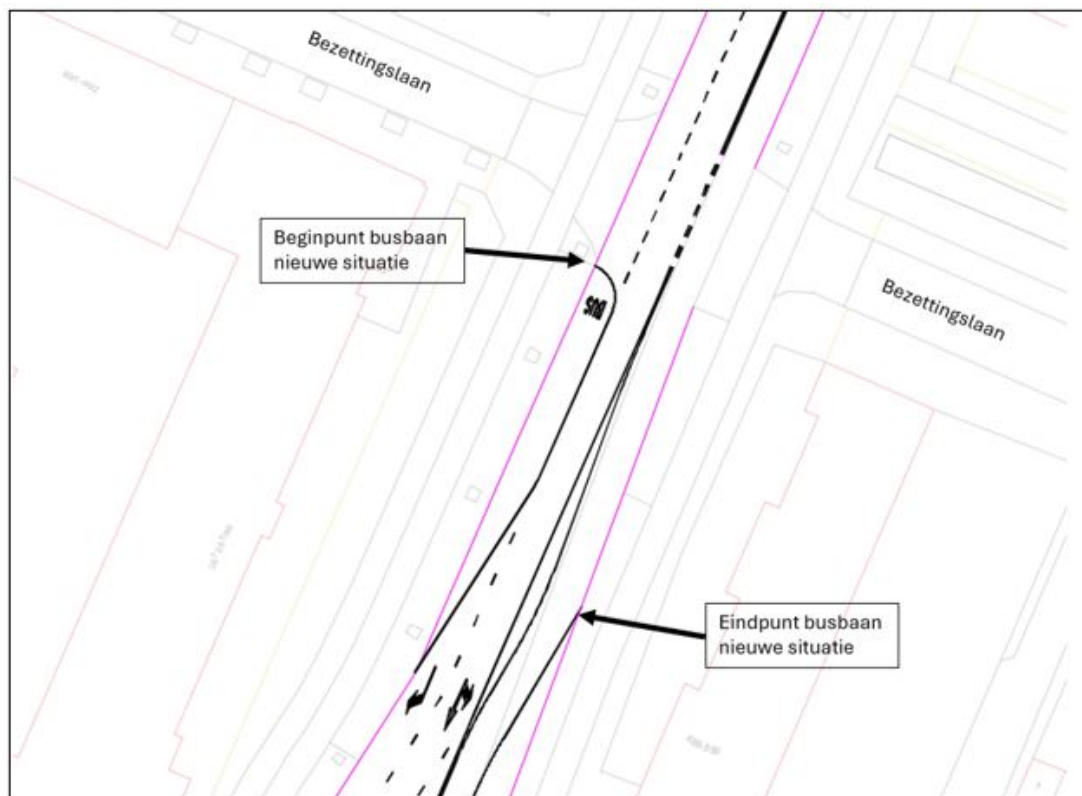 Bezettingslaan
Beginpunt busbaan
nieuwe situatie
BUS
Bezettingslaan
Eindpunt busbaan
nieuwe situatie